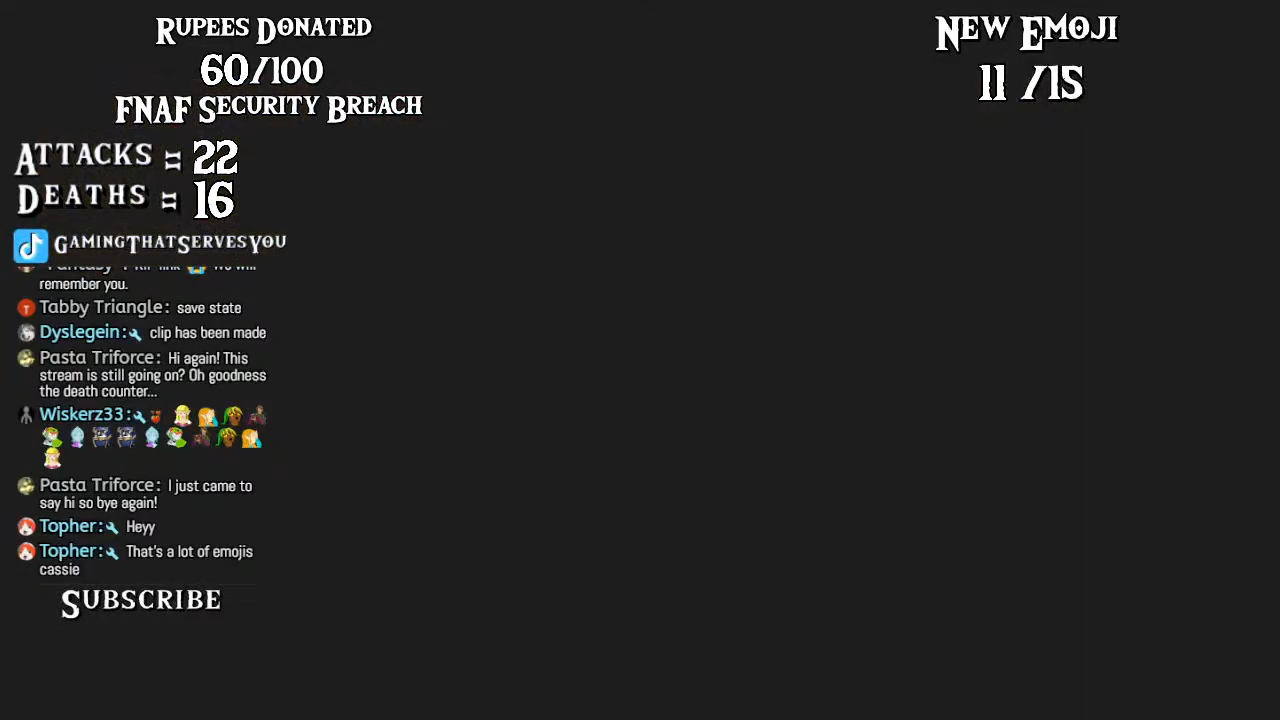 Rupees Donated
60/100
FNAF Security Breach
New Emoji
11 /15
Attacks = 22
Deaths = 16
GamingThatServesYou
remember you.
Tabby Triangle: save state
Dyslegein: clip has been made
Pasta Triforce: Hi again! This
stream is still going on? Oh goodness
the death counter...
Wiskerz33:
Pasta Triforce: I just came to
say hi so bye again!
Topher: Heyy
Topher: That's a lot of emojis
cassie
Subscribe